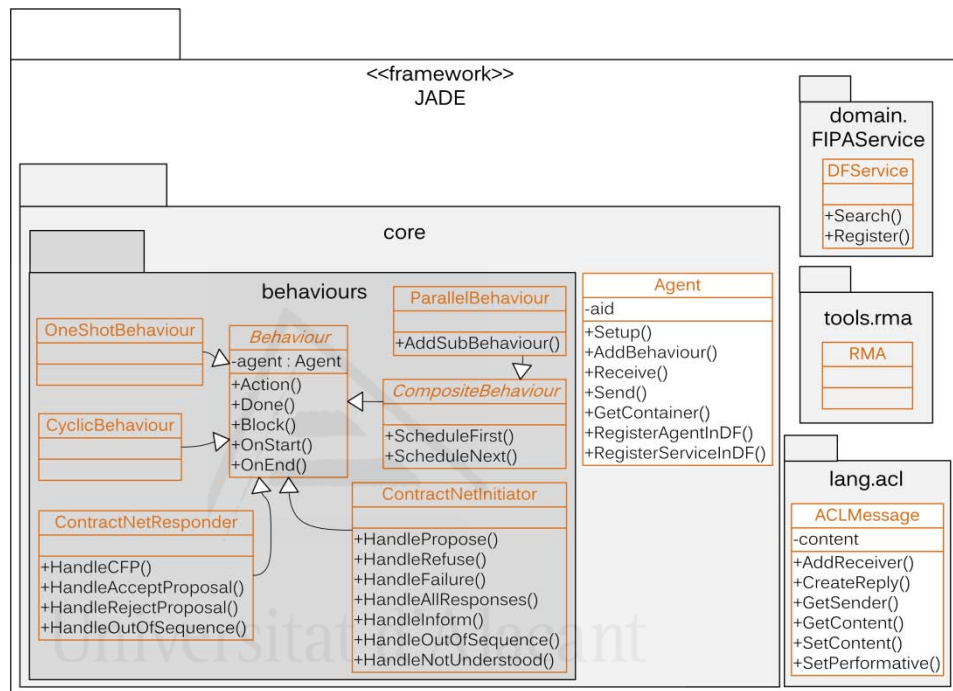 <<framework>>
JADE
domain.
FIPAService
DFService
+Search()
+Register()
tools.rma
RMA
lang.acl
ACLMessage
-content
+AddReceiver()
+CreateReply()
+GetSender()
+GetContent()
+SetContent()
+SetPerformative()
core
Agent
-aid
+Setup()
+AddBehaviour()
+Receive()
+Send()
+GetContainer()
+RegisterAgentInDF()
+RegisterServiceInDF()
behaviours
OneShotBehaviour
CyclicBehaviour
Behaviour
-agent : Agent
+Action()
+Done()
+Block()
+OnStart()
+OnEnd()
ParallelBehaviour
+AddSubBehaviour()
CompositeBehaviour
+ScheduleFirst()
+ScheduleNext()
ContractNetResponder
+HandleCFP()
+HandleAcceptProposal()
+HandleRejectProposal()
+HandleOutOfSequence()
ContractNetInitiator
+HandlePropose()
+HandleRefuse()
+HandleFailure()
+HandleAllResponses()
+HandleInform()
+HandleOutOfSequence()
+HandleNotUnderstood()
Universitat d'Alacant